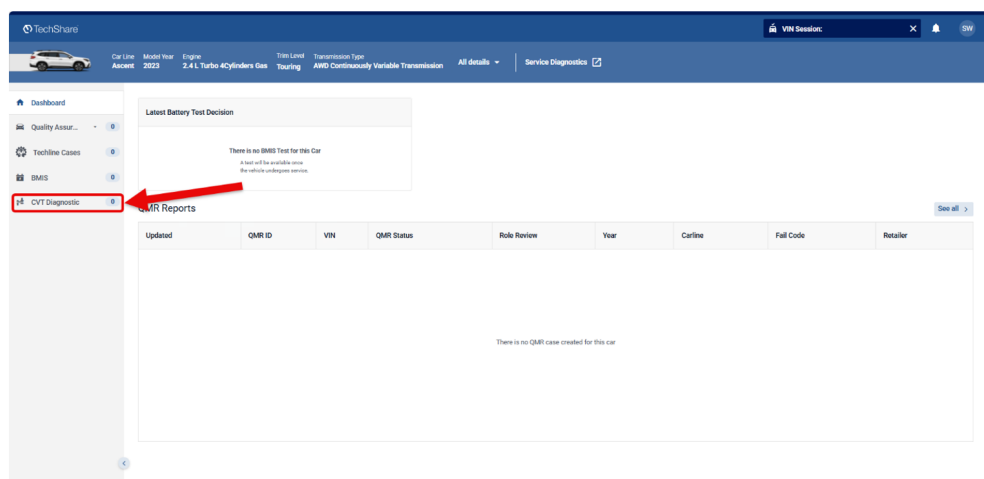 TechShare
VIN Session:
SW
Car Line Model Year Engine Trim Level Transmission Type
Ascent 2023 2.4 L Turbo 4Cylinders Gas Touring AWD Continuously Variable Transmission
All details
Service Diagnostics
Dashboard
Quality Assur... 0
Techline Cases 0
BMIS 0
CVT Diagnostic 0
Latest Battery Test Decision
There is no BMIS Test for this Car
A test will be available once
the vehicle undergoes service.
QMR Reports
See all
Updated QMR ID VIN QMR Status Role Review Year Carline Fail Code Retailer
There is no QMR case created for this car